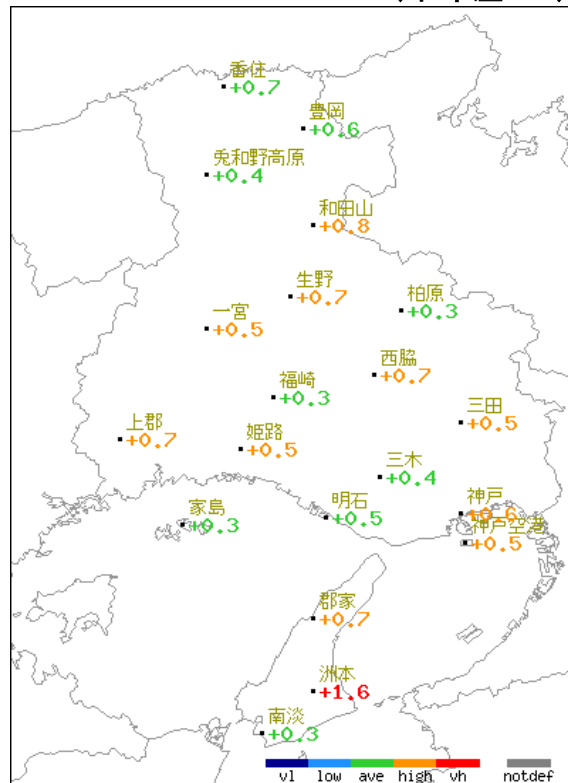 香住
+0.7
豊岡
+0.6
兎和野高原
+0.4
和田山
+0.8
生野
+0.7
柏原
+0.3
一宮
+0.5
西脇
+0.7
福崎
+0.3
三田
+0.5
上郡
+0.7
姫路
+0.5
三木
+0.4
家島
+0.3
明石
+0.5
神戸
+0.6
神戸空港
+0.5
郡家
+0.7
洲本
+1.6
南淡
+0.3
vl low ave high vh notdef